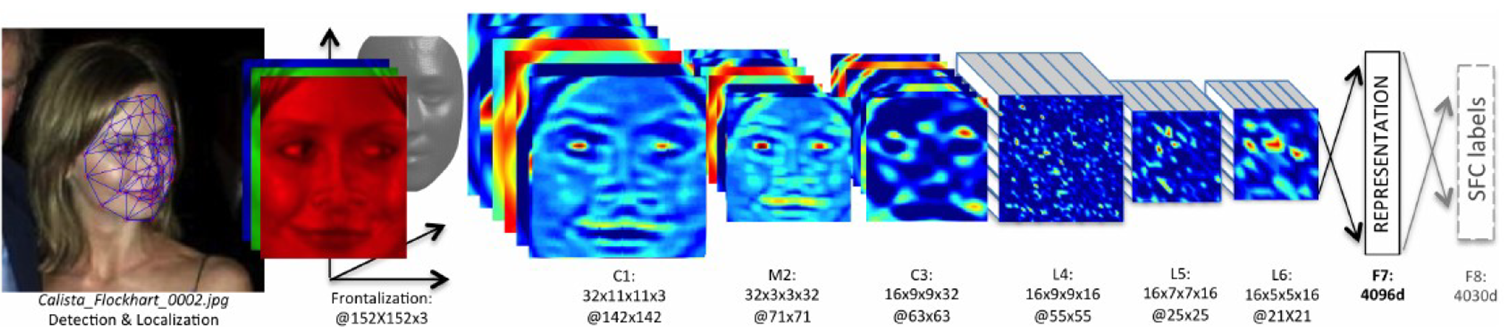 Calista_Flockhart_0002.jpg
Detection & Localization
Frontalization:
@152X152x3
C1:
32x11x11x3
@142x142
M2:
32x3x3x32
@71x71
C3:
16x9x9x32
@63x63
L4:
16x9x9x16
@55x55
L5:
16x7x7x16
@25x25
L6:
16x5x5x16
@21X21
REPRESENTATION
F7:
4096d
SFC labels
F8:
4030d